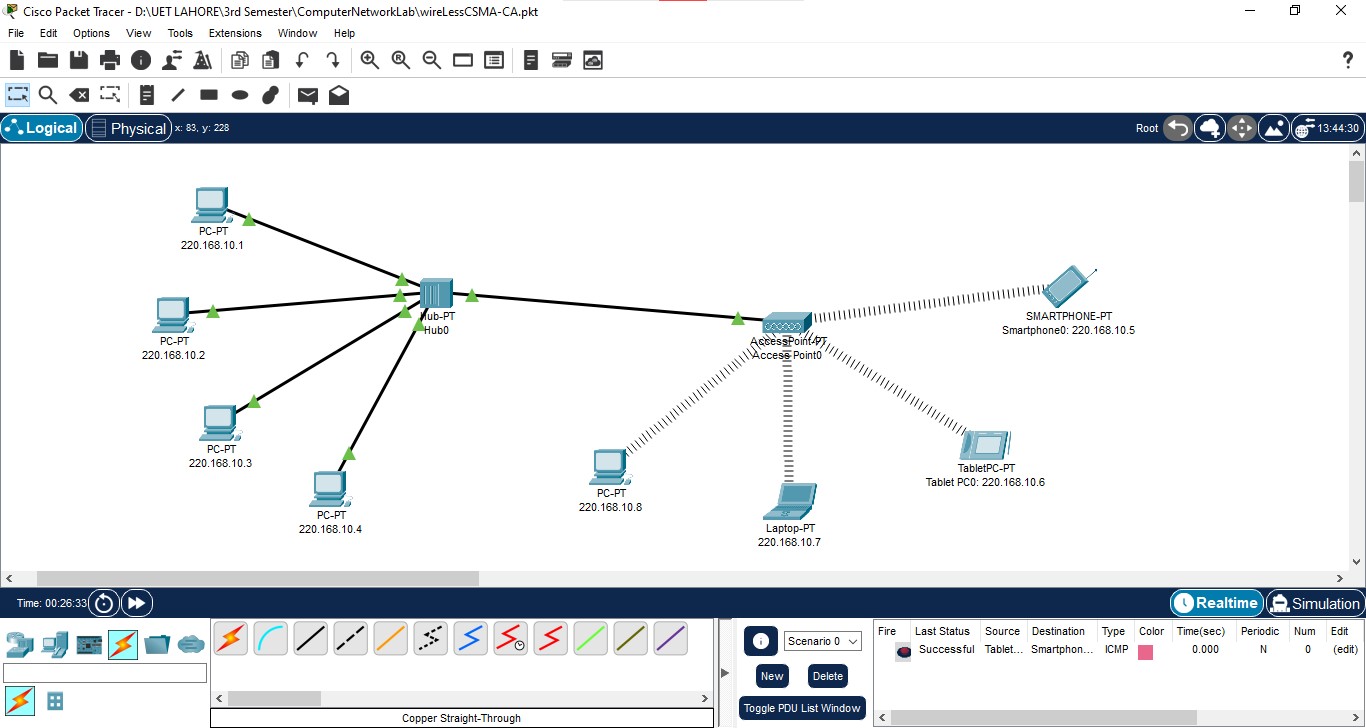 Cisco Packet Tracer - D:\UET LAHORE\3rd Semester\ComputerNetworkLab\wireLessCSMA-CA.pkt
File Edit Options View Tools Extensions Window Help
Logical Physical x: 83, y: 228 Root 13:44:30
PC-PT
220.168.10.1
PC-PT
220.168.10.2
PC-PT
220.168.10.3
PC-PT
220.168.10.4
Hub-PT
Hub0
AccessPoint-PT
Access Point0
SMARTPHONE-PT
Smartphone0: 220.168.10.5
TabletPC-PT
Tablet PC0: 220.168.10.6
PC-PT
220.168.10.8
Laptop-PT
220.168.10.7
Time: 00:26:33 Realtime Simulation
Scenario 0
New Delete
Toggle PDU List Window
Fire Last Status Source Destination Type Color Time(sec) Periodic Num Edit
Successful Tablet... Smartphon... ICMP 0.000 N 0 (edit)
Copper Straight-Through